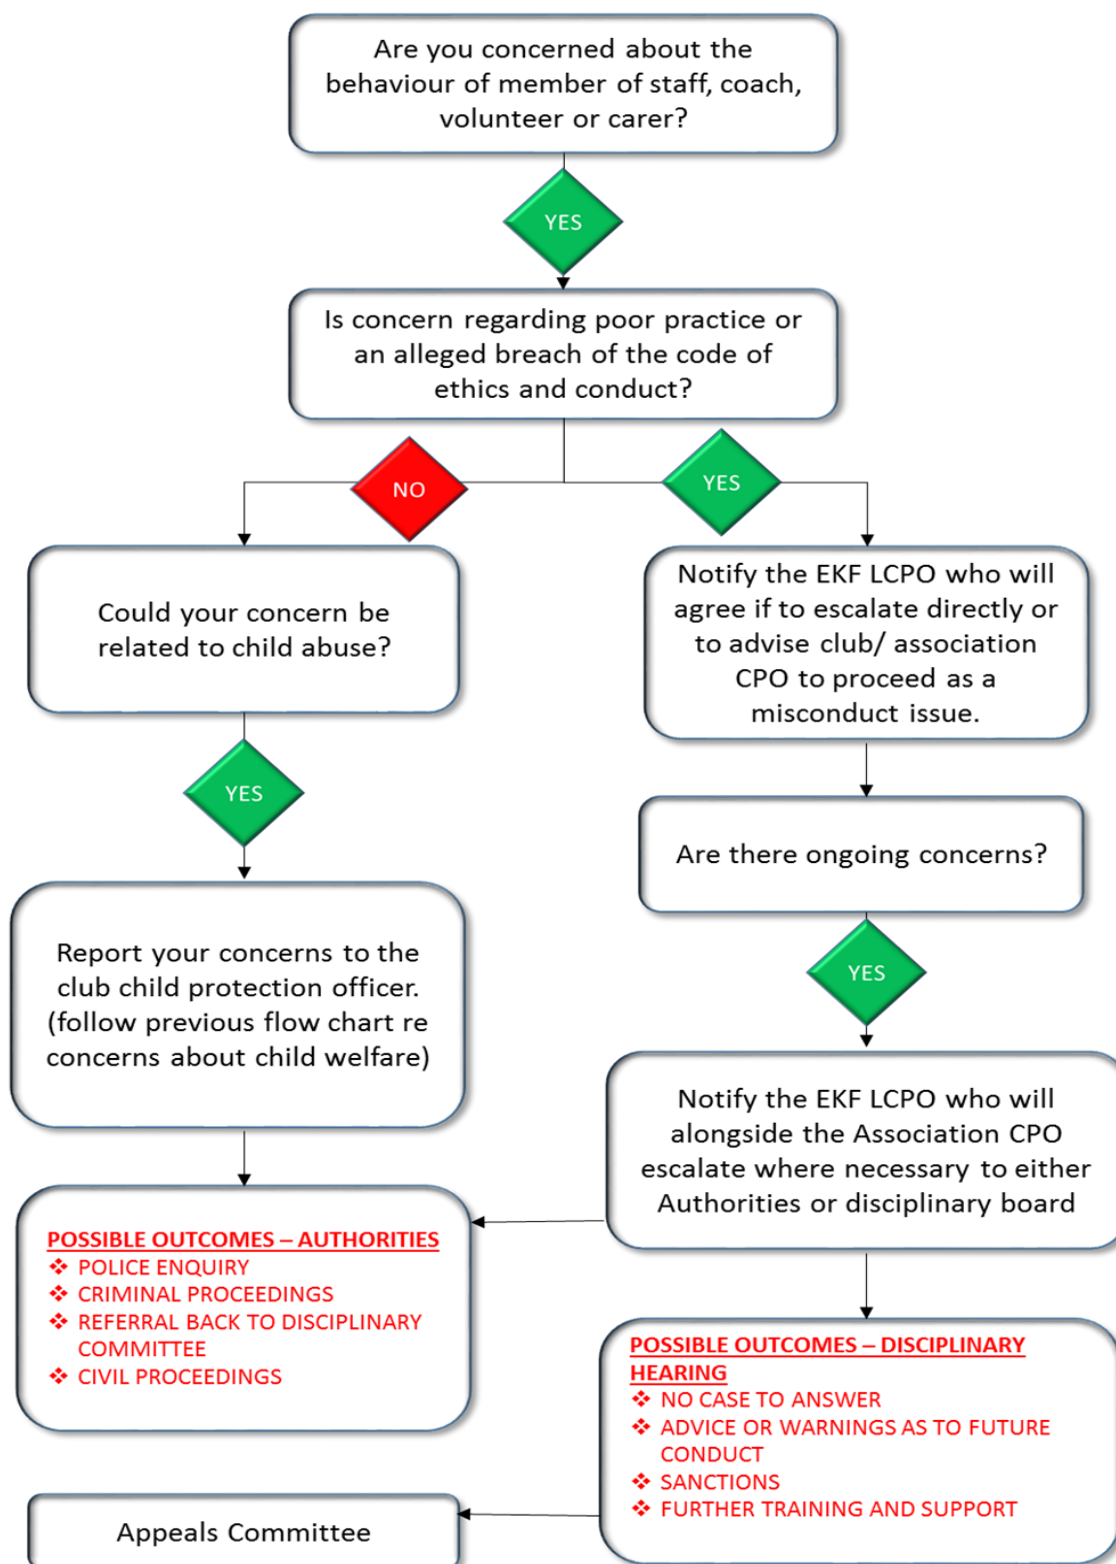 Are you concerned about the
behaviour of member of staff, coach,
volunteer or carer?
YES
Is concern regarding poor practice or
an alleged breach of the code of
ethics and conduct?
NO
YES
Could your concern be
related to child abuse?
Notify the EKF LCPO who will
agree if to escalate directly or
to advise club/ association
CPO to proceed as a
misconduct issue.
YES
Are there ongoing concerns?
Report your concerns to the
club child protection officer.
(follow previous flow chart re
concerns about child welfare)
YES
Notify the EKF LCPO who will
alongside the Association CPO
escalate where necessary to either
Authorities or disciplinary board
POSSIBLE OUTCOMES – AUTHORITIES
❖ POLICE ENQUIRY
❖ CRIMINAL PROCEEDINGS
❖ REFERRAL BACK TO DISCIPLINARY
COMMITTEE
❖ CIVIL PROCEEDINGS
POSSIBLE OUTCOMES – DISCIPLINARY
HEARING
❖ NO CASE TO ANSWER
❖ ADVICE OR WARNINGS AS TO FUTURE
CONDUCT
❖ SANCTIONS
❖ FURTHER TRAINING AND SUPPORT
Appeals Committee